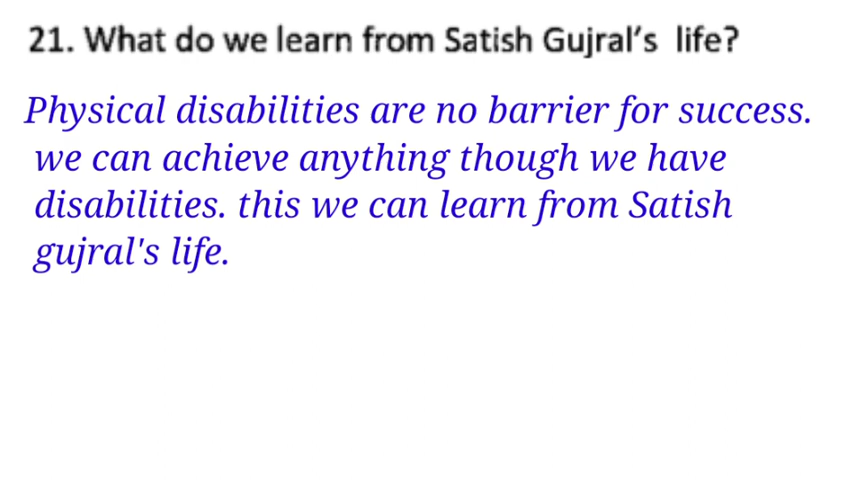 21. What do we learn from Satish Gujral's life?
Physical disabilities are no barrier for success.
we can achieve anything though we have
disabilities. this we can learn from Satish
gujral's life.